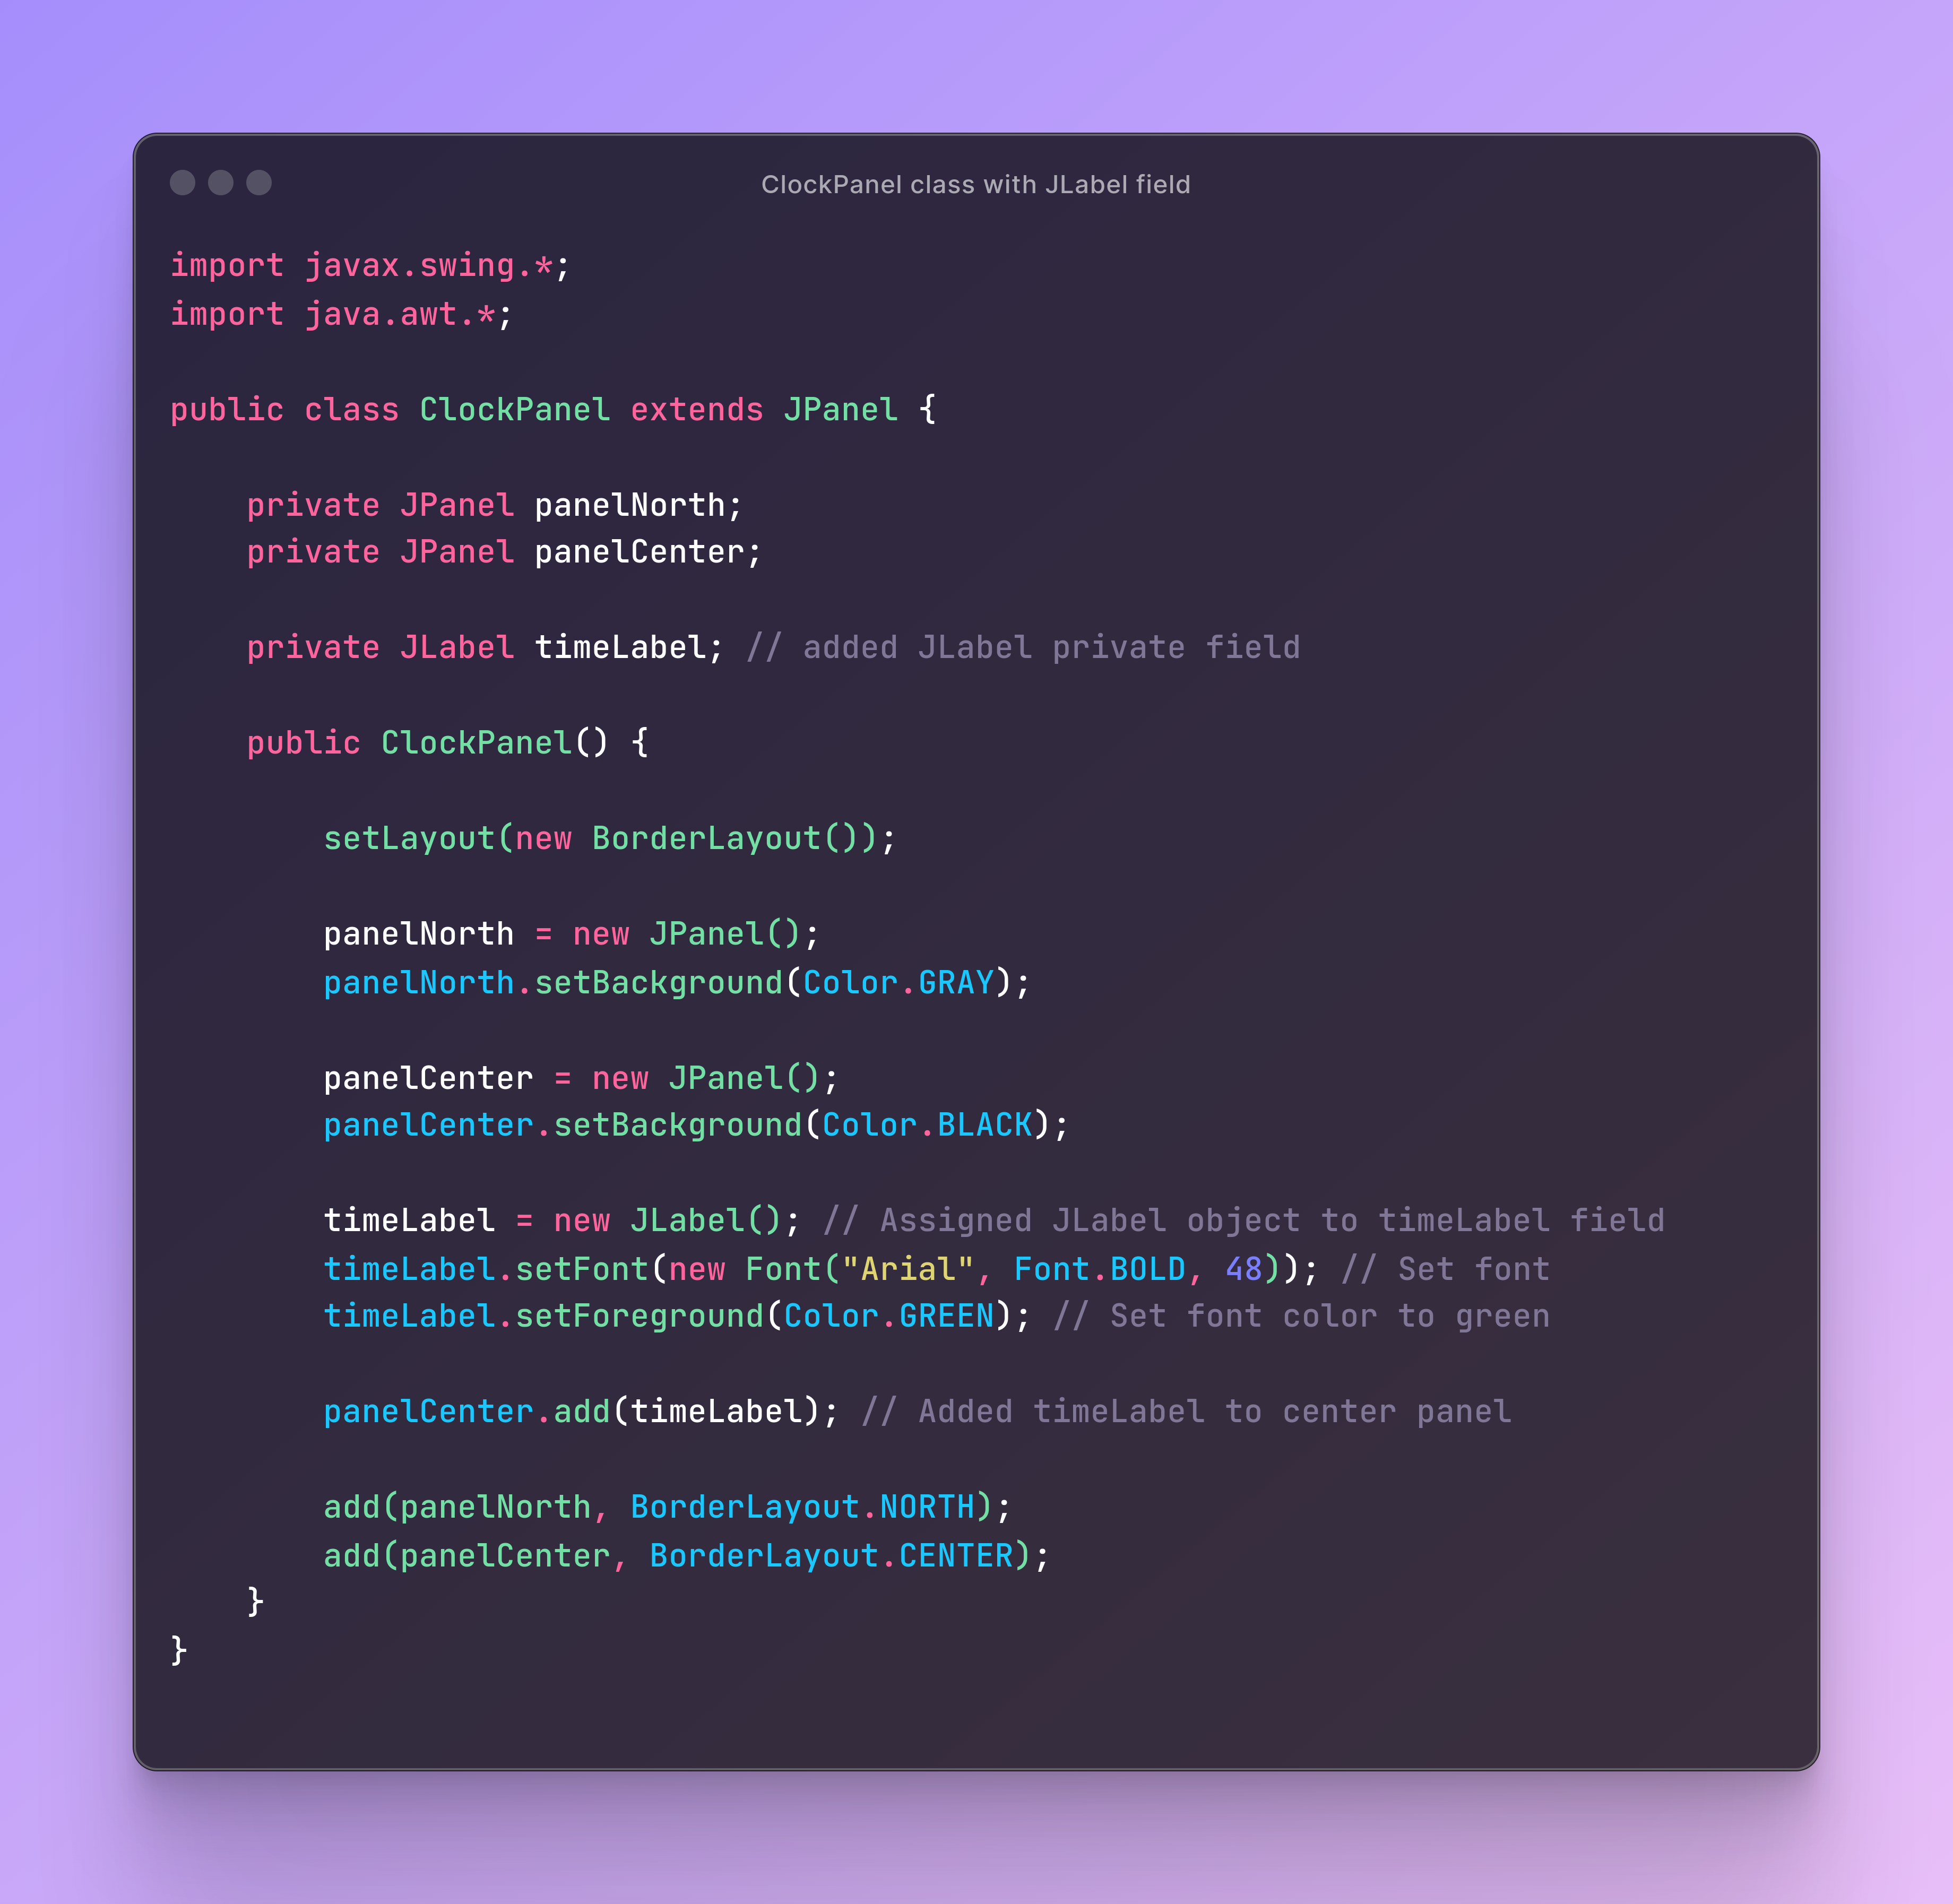 ClockPanel class with JLabel field
import javax.swing.*;
import java.awt.*;
public class ClockPanel extends JPanel {
    private JPanel panelNorth;
    private JPanel panelCenter;
    private JLabel timeLabel; // added JLabel private field
    public ClockPanel() {
        setLayout(new BorderLayout());
        panelNorth = new JPanel();
        panelNorth.setBackground(Color.GRAY);
        panelCenter = new JPanel();
        panelCenter.setBackground(Color.BLACK);
        timeLabel = new JLabel(); // Assigned JLabel object to timeLabel field
        timeLabel.setFont(new Font("Arial", Font.BOLD, 48)); // Set font
        timeLabel.setForeground(Color.GREEN); // Set font color to green
        panelCenter.add(timeLabel); // Added timeLabel to center panel
        add(panelNorth, BorderLayout.NORTH);
        add(panelCenter, BorderLayout.CENTER);
    }
}